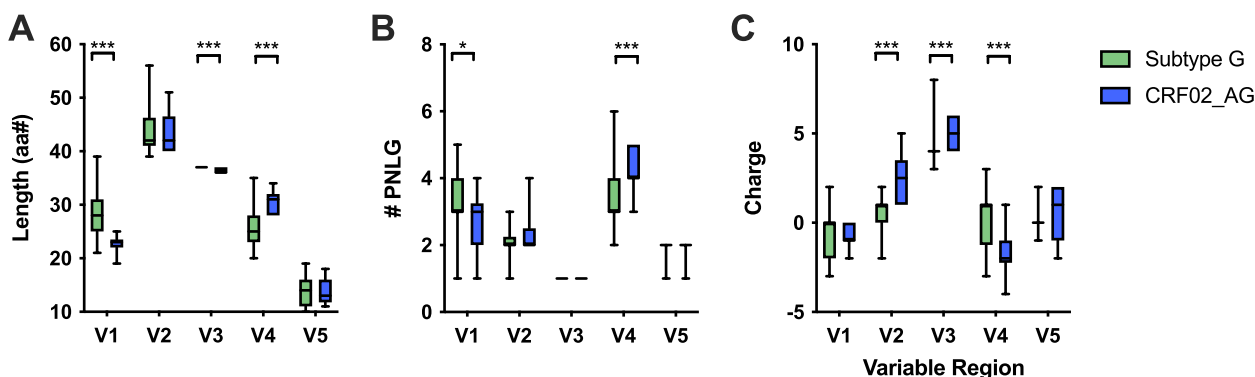 A
Length (aa#)
60
50
40
30
20
10
***
***
***
V1 V2 V3 V4 V5
B
# PNLG
8
6
4
2
0
*
***
V1 V2 V3 V4 V5
C
Charge
10
5
0
-5
***
***
***
V1 V2 V3 V4 V5
Variable Region
Subtype G
CRF02_AG